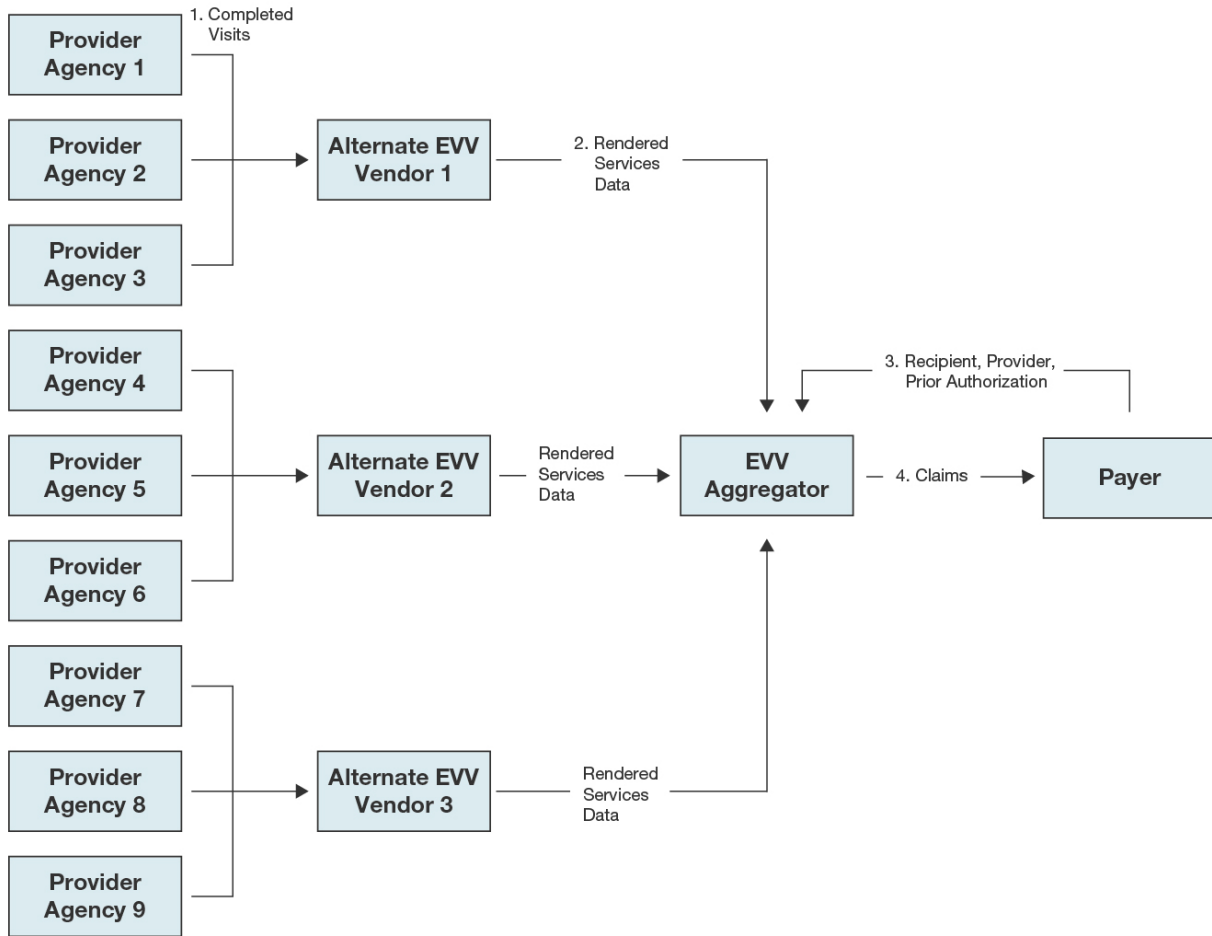 1. Completed
Visits
Provider
Agency 1
Provider
Agency 2
Provider
Agency 3
Alternate EVV
Vendor 1
2. Rendered
Services
Data
Provider
Agency 4
Provider
Agency 5
Provider
Agency 6
Alternate EVV
Vendor 2
Rendered
Services
Data
3. Recipient, Provider,
Prior Authorization
EVV
Aggregator
4. Claims
Payer
Provider
Agency 7
Provider
Agency 8
Provider
Agency 9
Alternate EVV
Vendor 3
Rendered
Services
Data